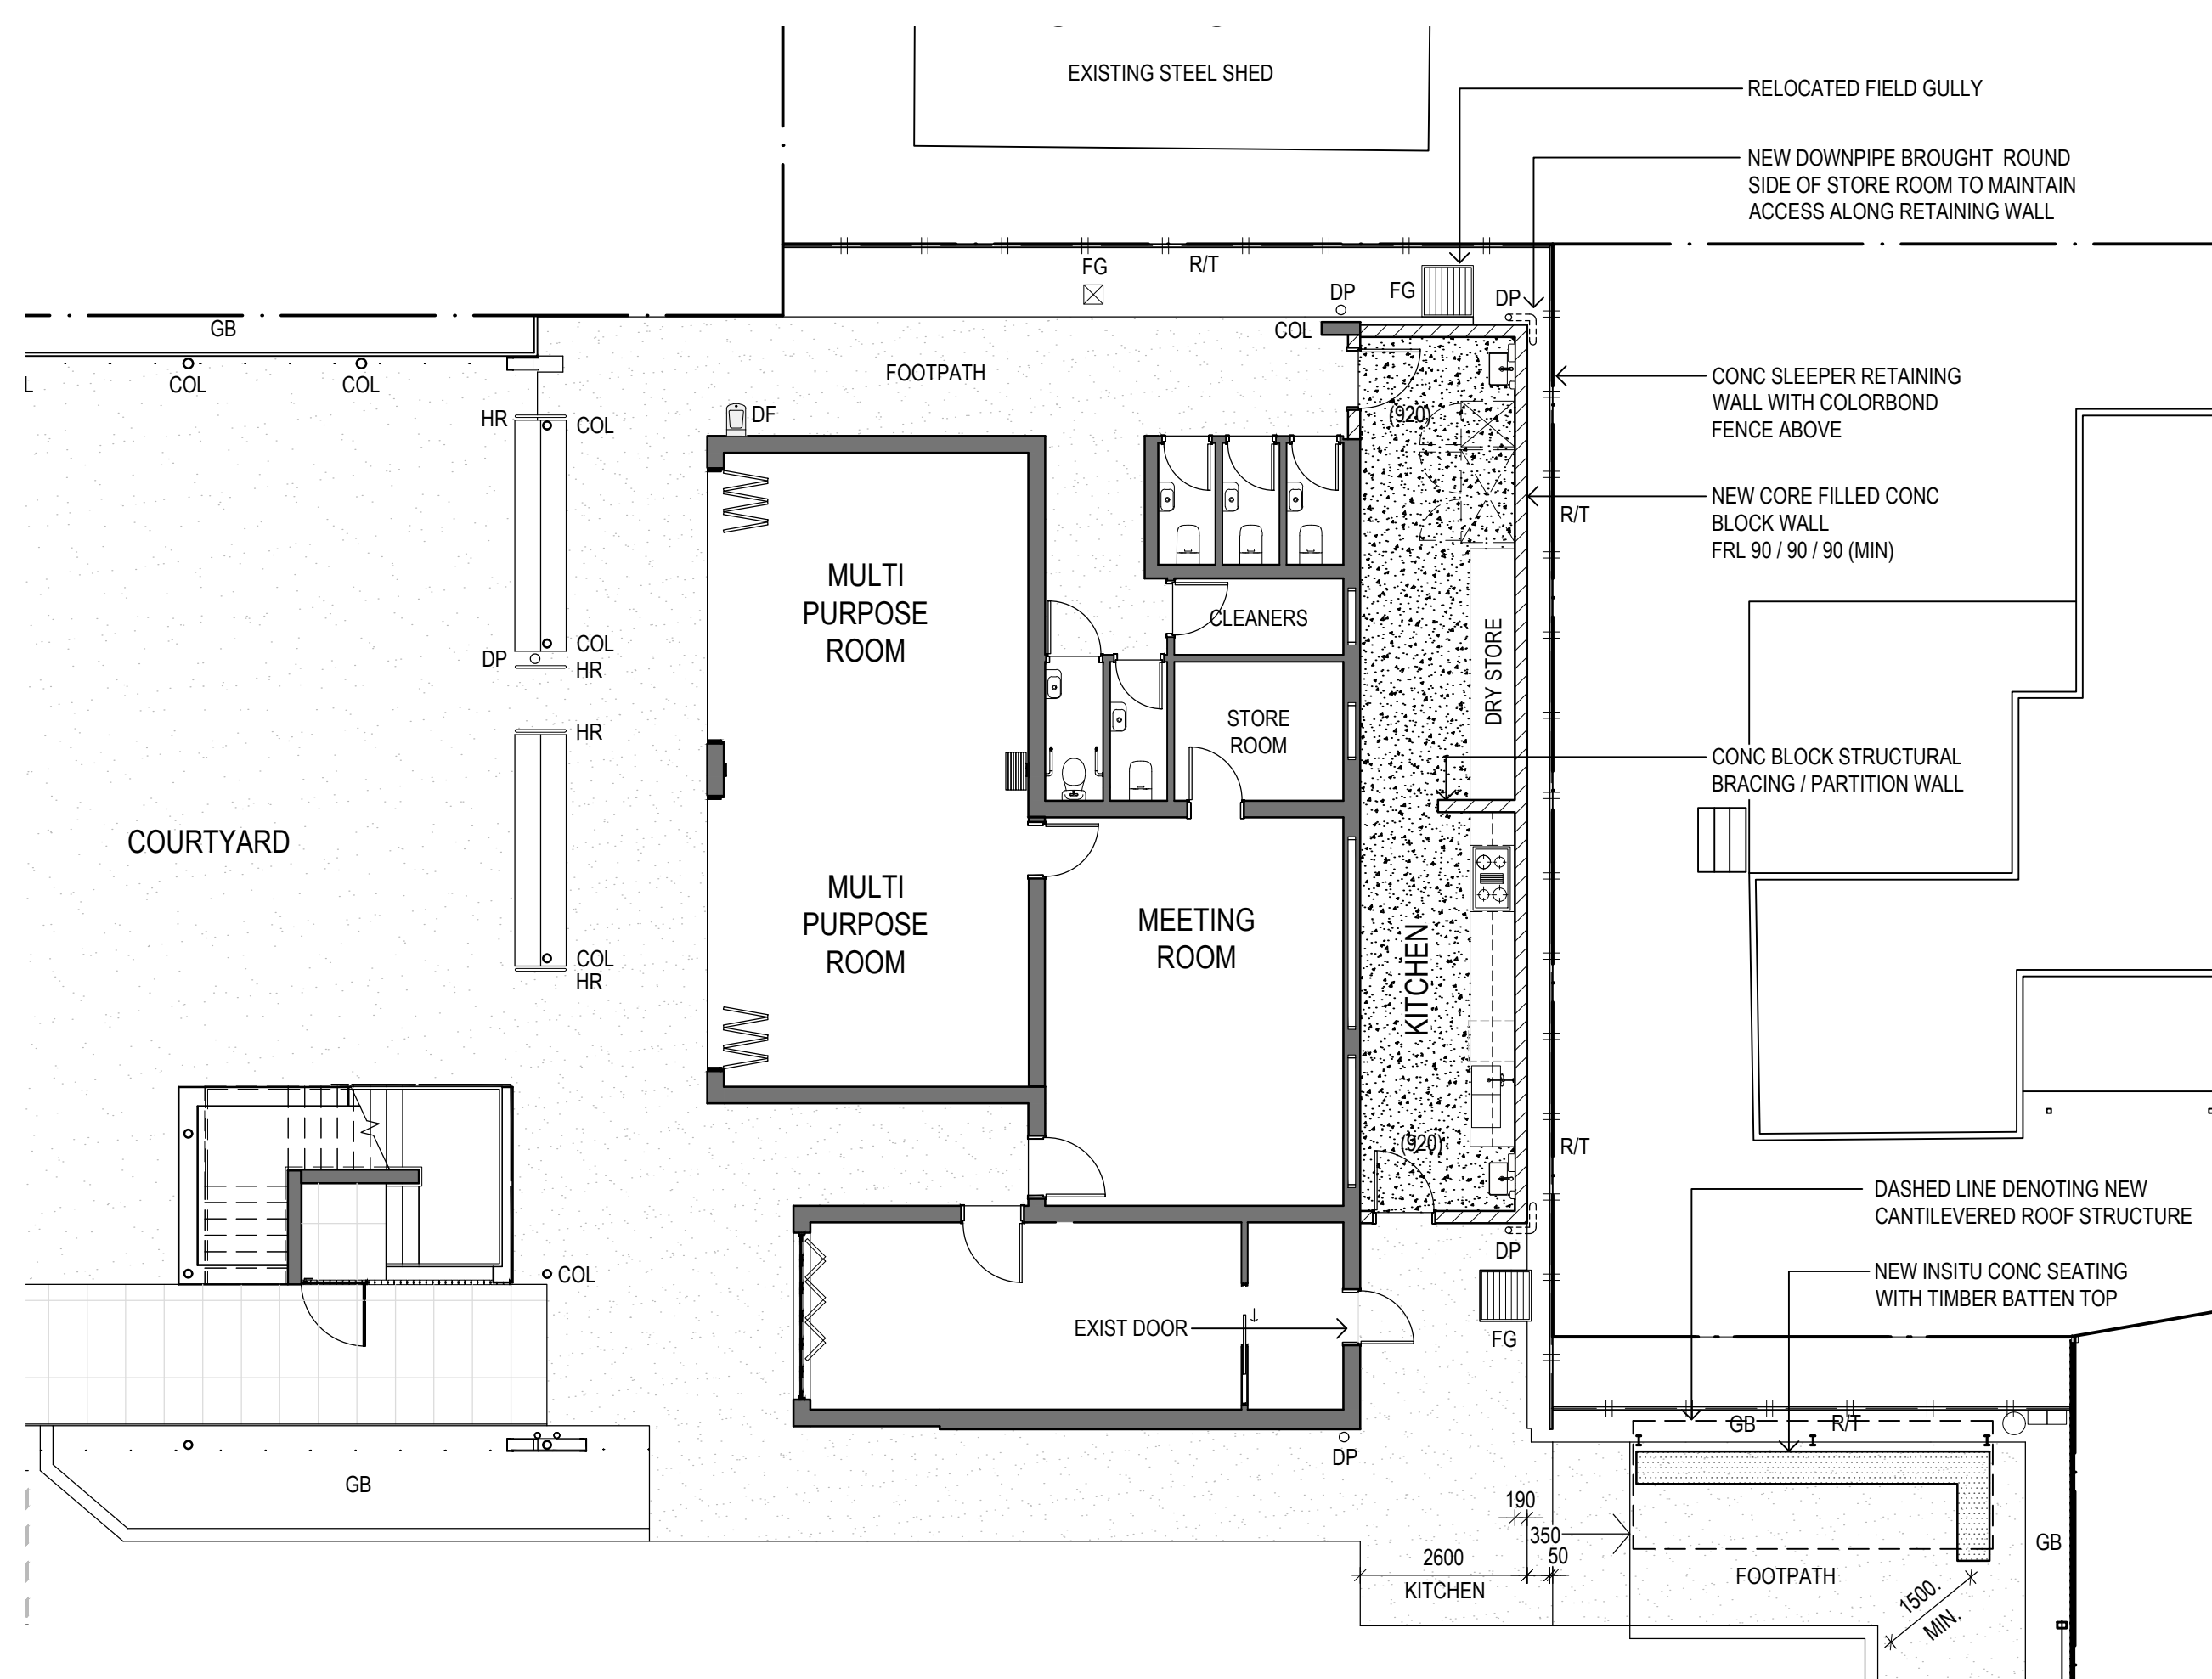 EXISTING STEEL SHED
RELOCATED FIELD GULLY
NEW DOWNPIPE BROUGHT ROUND
SIDE OF STORE ROOM TO MAINTAIN
ACCESS ALONG RETAINING WALL
FG
R/T
DP
FG
DP
GB
COL
FOOTPATH
L
COL
COL
CONC SLEEPER RETAINING
WALL WITH COLORBOND
FENCE ABOVE
HR
COL
DF
(920)
NEW CORE FILLED CONC
BLOCK WALL
FRL 90 / 90 / 90 (MIN)
R/T
MULTI
PURPOSE
ROOM
CLEANERS
DRY STORE
COL
DP
HR
STORE
ROOM
HR
CONC BLOCK STRUCTURAL
BRACING / PARTITION WALL
COURTYARD
MULTI
PURPOSE
ROOM
MEETING
ROOM
KITCHEN
COL
HR
(920)
R/T
DASHED LINE DENOTING NEW
CANTILEVERED ROOF STRUCTURE
DP
COL
NEW INSITU CONC SEATING
WITH TIMBER BATTEN TOP
EXIST DOOR
FG
GB
R/T
DP
GB
190
350
50
2600
KITCHEN
GB
FOOTPATH
1500.
MIN.